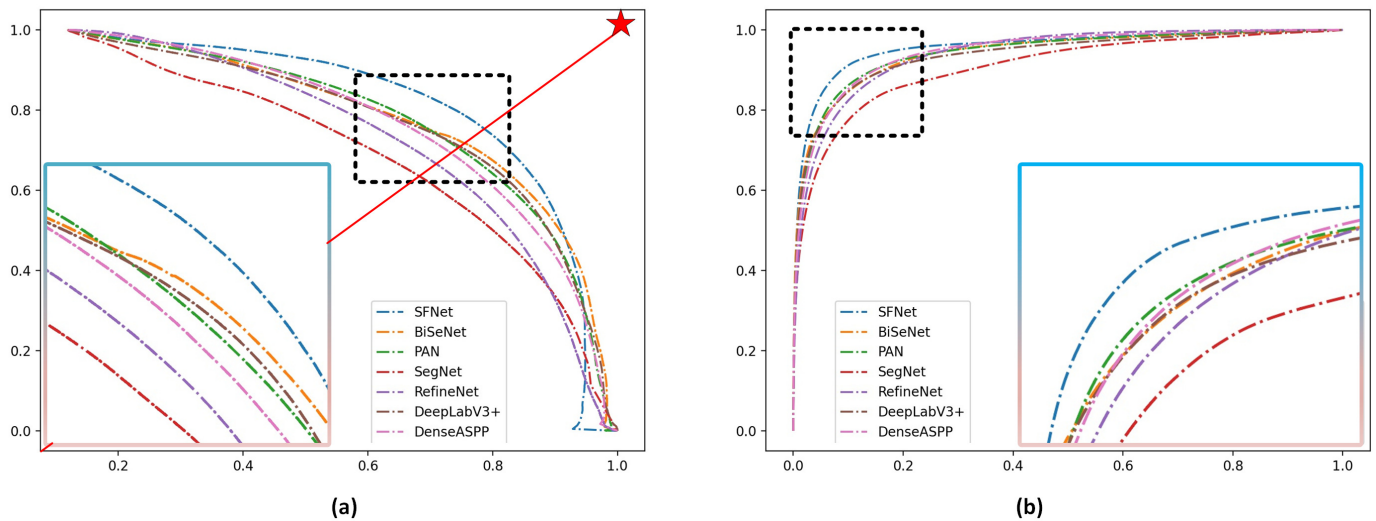 1.0
0.8
0.6
0.4
0.2
0.0
0.2 0.4 0.6 0.8 1.0
SFNet
BiSeNet
PAN
SegNet
RefineNet
DeepLabV3+
DenseASPP
(a)
1.0
0.8
0.6
0.4
0.2
0.0
0.0 0.2 0.4 0.6 0.8 1.0
SFNet
BiSeNet
PAN
SegNet
RefineNet
DeepLabV3+
DenseASPP
(b)